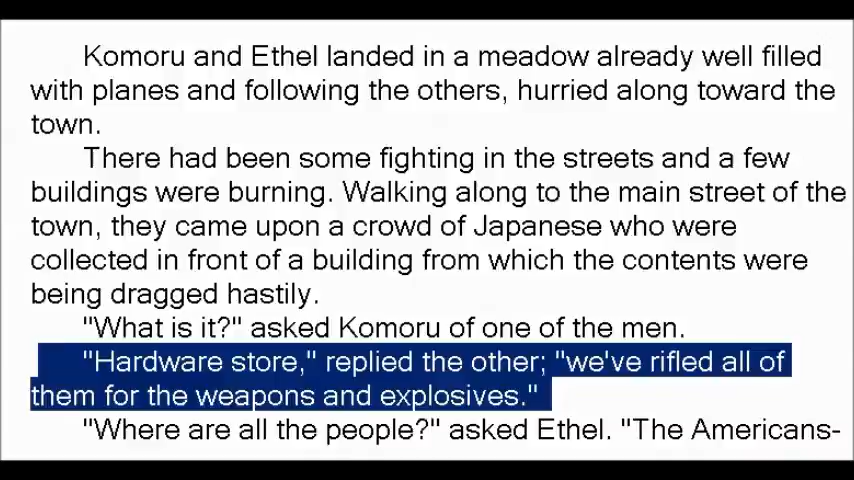 Komoru and Ethel landed in a meadow already well filled
with planes and following the others, hurried along toward the
town.
There had been some fighting in the streets and a few
buildings were burning. Walking along to the main street of the
town, they came upon a crowd of Japanese who were
collected in front of a building from which the contents were
being dragged hastily.
"What is it?" asked Komoru of one of the men.
"Hardware store," replied the other; "we've rifled all of
them for the weapons and explosives."
"Where are all the people?" asked Ethel. "The Americans-